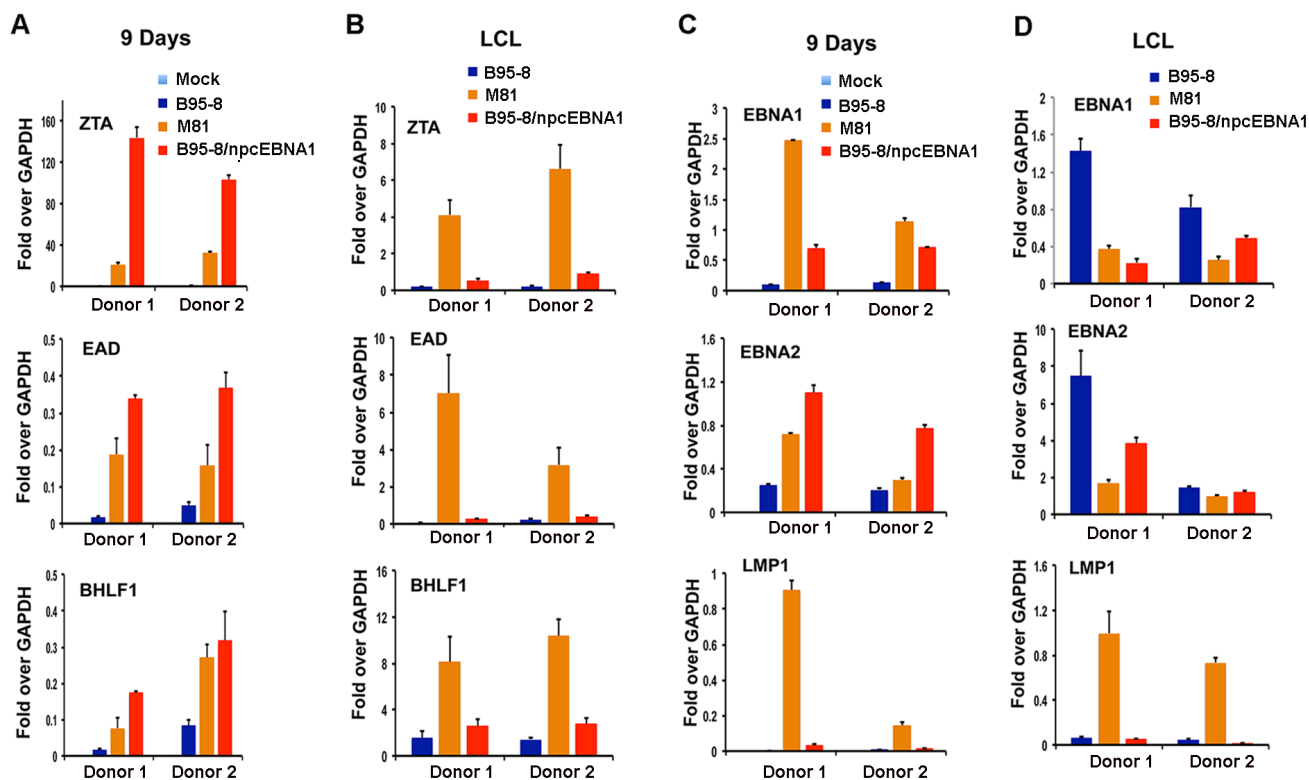 A
9 Days
Mock
B95-8
M81
B95-8/npcEBNA1
ZTA
Fold over GAPDH
160
120
80
40
0
Donor 1 Donor 2
EAD
Fold over GAPDH
0.5
0.4
0.3
0.2
0.1
0
Donor 1 Donor 2
BHLF1
Fold over GAPDH
0.5
0.4
0.3
0.2
0.1
0
Donor 1 Donor 2
B
LCL
B95-8
M81
B95-8/npcEBNA1
ZTA
Fold over GAPDH
10
8
6
4
2
0
Donor 1 Donor 2
EAD
Fold over GAPDH
10
8
6
4
2
0
Donor 1 Donor 2
BHLF1
Fold over GAPDH
16
12
8
4
0
Donor 1 Donor 2
C
9 Days
Mock
B95-8
M81
B95-8/npcEBNA1
EBNA1
Fold over GAPDH
3
2.5
2
1.5
1
0.5
0
Donor 1 Donor 2
EBNA2
Fold over GAPDH
1.6
1.2
0.8
0.4
0
Donor 1 Donor 2
LMP1
Fold over GAPDH
1
0.8
0.6
0.4
0.2
0
Donor 1 Donor 2
D
LCL
B95-8
M81
B95-8/npcEBNA1
EBNA1
Fold over GAPDH
2
1.6
1.2
0.8
0.4
0
Donor 1 Donor 2
EBNA2
Fold over GAPDH
10
8
6
4
2
0
Donor 1 Donor 2
LMP1
Fold over GAPDH
1.6
1.2
0.8
0.4
0
Donor 1 Donor 2